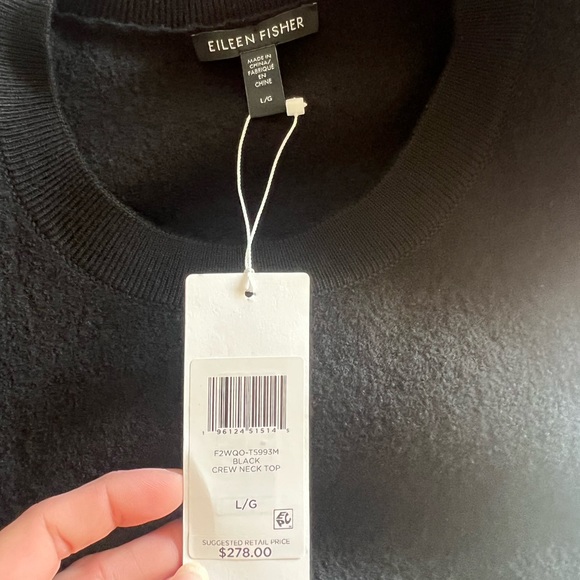 EILEEN FISHER
MADE IN
CHINA/
FABRIQUÉ
EN
CHINE
L/G
1 96124 51514 5
F2WQO-T5993M
BLACK
CREW NECK TOP
L/G
SUGGESTED RETAIL PRICE
$278.00